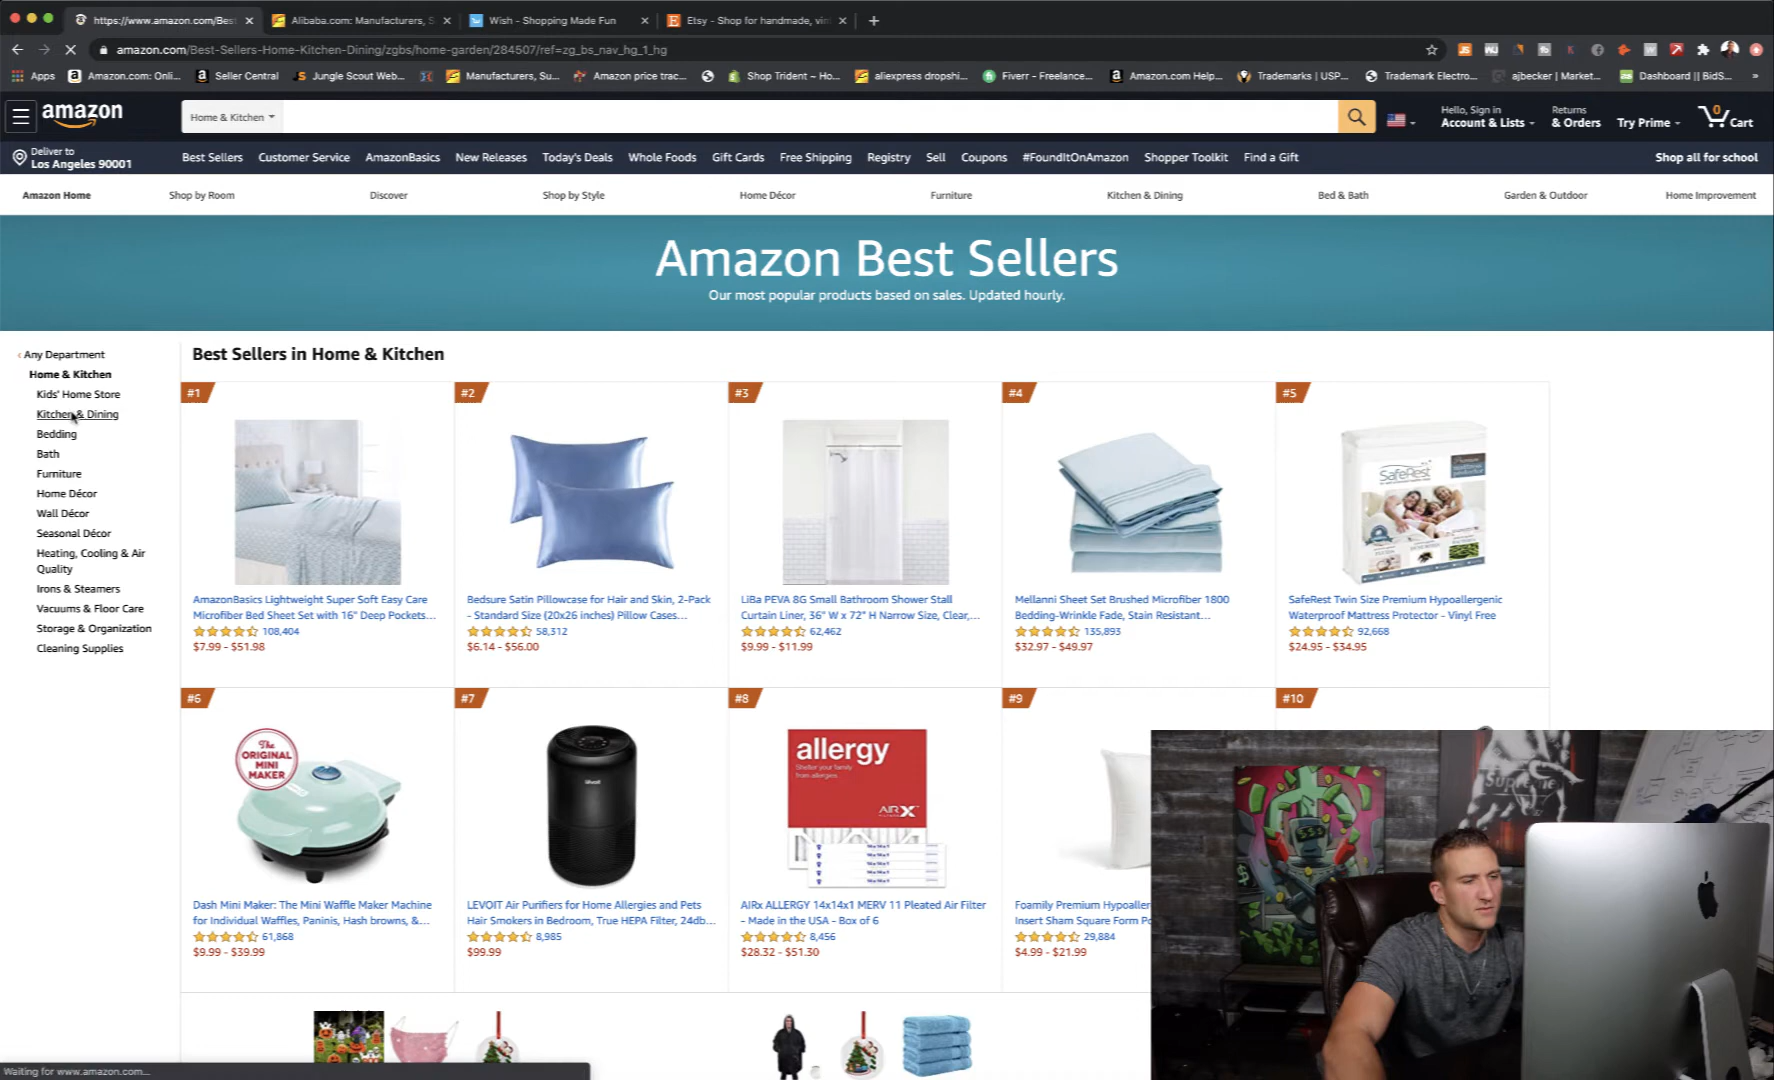 https://www.amazon.com/Best
Alibaba.com: Manufacturers, S
Wish - Shopping Made Fun
Etsy - Shop for handmade, vin
amazon.com/Best-Sellers-Home-Kitchen-Dining/zgbs/home-garden/284507/ref=zg_bs_nav_hg_1_hg
Apps
Amazon.com: Onli...
Seller Central
Jungle Scout Web...
Manufacturers, Su...
Amazon price trac...
Shop Trident – Ho...
aliexpress dropshi...
Fiverr - Freelance...
Amazon.com Help...
Trademarks | USP...
Trademark Electro...
ajbecker | Market...
Dashboard || BidS...
amazon
Home & Kitchen
Hello, Sign in
Account & Lists
Returns
& Orders
Try Prime
0
Cart
Deliver to
Los Angeles 90001
Best Sellers
Customer Service
AmazonBasics
New Releases
Today's Deals
Whole Foods
Gift Cards
Free Shipping
Registry
Sell
Coupons
#FoundItOnAmazon
Shopper Toolkit
Find a Gift
Shop all for school
Amazon Home
Shop by Room
Discover
Shop by Style
Home Décor
Furniture
Kitchen & Dining
Bed & Bath
Garden & Outdoor
Home Improvement
Amazon Best Sellers
Our most popular products based on sales. Updated hourly.
‹ Any Department
Home & Kitchen
Kids' Home Store
Kitchen & Dining
Bedding
Bath
Furniture
Home Décor
Wall Décor
Seasonal Décor
Heating, Cooling & Air
Quality
Irons & Steamers
Vacuums & Floor Care
Storage & Organization
Cleaning Supplies
Best Sellers in Home & Kitchen
#1
AmazonBasics Lightweight Super Soft Easy Care
Microfiber Bed Sheet Set with 16" Deep Pockets...
108,404
$7.99 - $51.98
#2
Bedsure Satin Pillowcase for Hair and Skin, 2-Pack
- Standard Size (20x26 inches) Pillow Cases...
58,312
$6.14 - $56.00
#3
LiBa PEVA 8G Small Bathroom Shower Stall
Curtain Liner, 36" W x 72" H Narrow Size, Clear,...
62,462
$9.99 - $11.99
#4
Mellanni Sheet Set Brushed Microfiber 1800
Bedding-Wrinkle Fade, Stain Resistant...
135,893
$32.97 - $49.97
#5
SafeRest
SafeRest Twin Size Premium Hypoallergenic
Waterproof Mattress Protector - Vinyl Free
92,668
$24.95 - $34.95
#6
The
ORIGINAL
MINI
MAKER
Dash Mini Maker: The Mini Waffle Maker Machine
for Individual Waffles, Paninis, Hash browns, &...
61,868
$9.99 - $39.99
#7
levoit
LEVOIT Air Purifiers for Home Allergies and Pets
Hair Smokers in Bedroom, True HEPA Filter, 24db...
8,985
$99.99
#8
allergy
Shelter your family
from allergies.
AIRX
AIRx ALLERGY 14x14x1 MERV 11 Pleated Air Filter
- Made in the USA - Box of 6
8,456
$28.32 - $51.30
#9
Foamily Premium Hypoaller
Insert Sham Square Form Po
29,884
$4.99 - $21.99
#10
Supreme
Waiting for www.amazon.com...